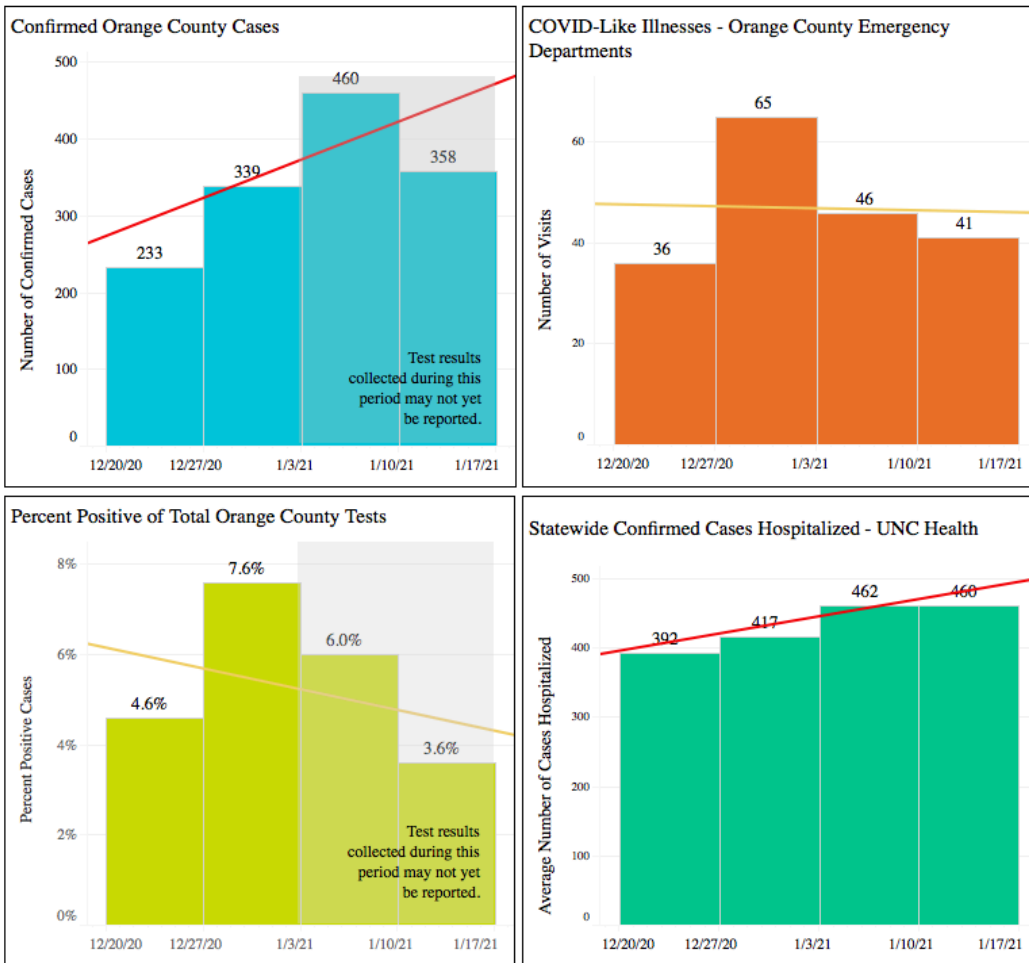 Confirmed Orange County Cases
Number of Confirmed Cases
500
400
300
200
100
0
233
339
460
358
Test results
collected during this
period may not yet
be reported.
12/20/20 12/27/20 1/3/21 1/10/21 1/17/21
COVID-Like Illnesses - Orange County Emergency
Departments
Number of Visits
60
40
20
0
36
65
46
41
12/20/20 12/27/20 1/3/21 1/10/21 1/17/21
Percent Positive of Total Orange County Tests
Percent Positive Cases
8%
6%
4%
2%
0%
4.6%
7.6%
6.0%
3.6%
Test results
collected during this
period may not yet
be reported.
12/20/20 12/27/20 1/3/21 1/10/21 1/17/21
Statewide Confirmed Cases Hospitalized - UNC Health
Average Number of Cases Hospitalized
500
400
300
200
100
0
392
417
462
460
12/20/20 12/27/20 1/3/21 1/10/21 1/17/21